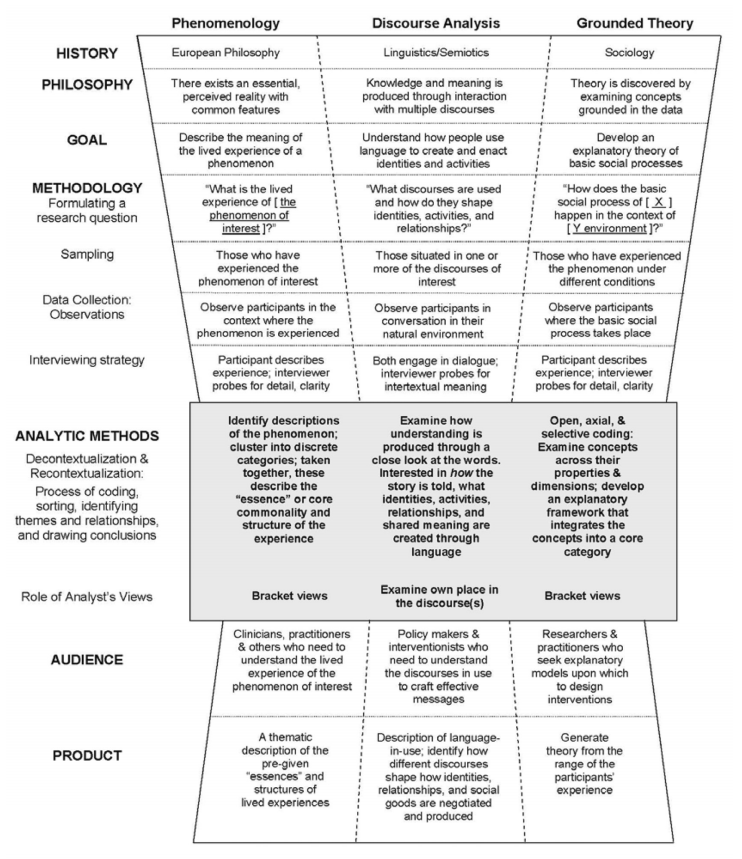 Phenomenology
Discourse Analysis
Grounded Theory
HISTORY
European Philosophy
Linguistics/Semiotics
Sociology
PHILOSOPHY
There exists an essential,
perceived reality with
common features
Knowledge and meaning is
produced through interaction
with multiple discourses
Theory is discovered by
examining concepts
grounded in the data
GOAL
Describe the meaning of
the lived experience of a
phenomenon
Understand how people use
language to create and enact
identities and activities
Develop an
explanatory theory of
basic social processes
METHODOLOGY
Formulating a
research question
“What is the lived
experience of [ the
phenomenon of
interest ]?”
“What discourses are used
and how do they shape
identities, activities, and
relationships?”
“How does the basic
social process of [ X ]
happen in the context of
[ Y environment ]?”
Sampling
Those who have
experienced the
phenomenon of interest
Those situated in one or
more of the discourses of
interest
Those who have experienced
the phenomenon under
different conditions
Data Collection:
Observations
Observe participants in the
context where the
phenomenon is experienced
Observe participants in
conversation in their
natural environment
Observe participants
where the basic social
process takes place
Interviewing strategy
Participant describes
experience; interviewer
probes for detail, clarity
Both engage in dialogue;
interviewer probes for
intertextual meaning
Participant describes
experience; interviewer
probes for detail, clarity
ANALYTIC METHODS
Decontextualization &
Recontextualization:
Process of coding,
sorting, identifying
themes and relationships,
and drawing conclusions
Identify descriptions
of the phenomenon;
cluster into discrete
categories; taken
together, these
describe the
“essence” or core
commonality and
structure of the
experience
Examine how
understanding is
produced through a
close look at the words.
Interested in how the
story is told, what
identities, activities,
relationships, and
shared meaning are
created through
language
Open, axial, &
selective coding:
Examine concepts
across their
properties &
dimensions; develop
an explanatory
framework that
integrates the
concepts into a core
category
Role of Analyst’s Views
Bracket views
Examine own place in
the discourse(s)
Bracket views
AUDIENCE
Clinicians, practitioners
& others who need to
understand the lived
experience of the
phenomenon of interest
Policy makers &
interventionists who
need to understand
the discourses in use
to craft effective
messages
Researchers &
practitioners who
seek explanatory
models upon which
to design
interventions
PRODUCT
A thematic
description of the
pre-given
“essences” and
structures of
lived experiences
Description of language-
in-use; identify how
different discourses
shape how identities,
relationships, and social
goods are negotiated
and produced
Generate
theory from the
range of the
participants’
experience